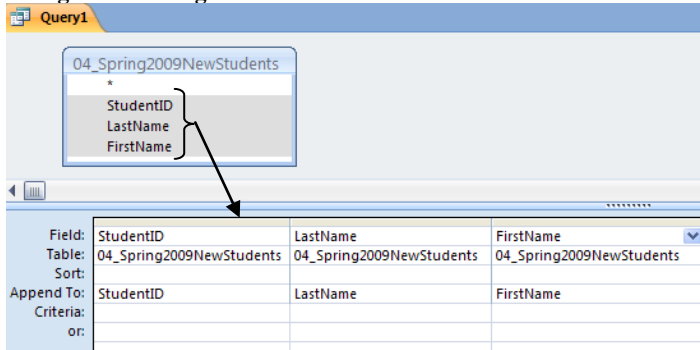 Query1
04_Spring2009NewStudents
*
StudentID
LastName
FirstName
Field: StudentID LastName FirstName
Table: 04_Spring2009NewStudents 04_Spring2009NewStudents 04_Spring2009NewStudents
Sort:
Append To: StudentID LastName FirstName
Criteria:
or: